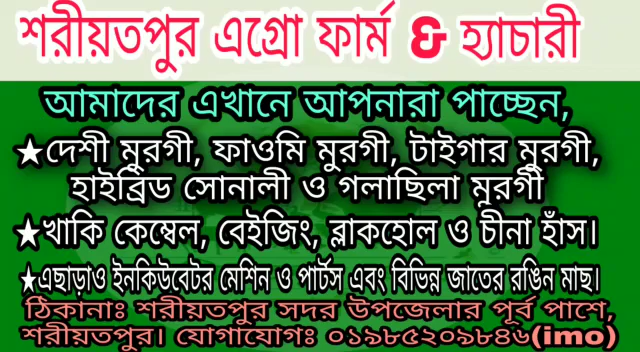 শরীয়তপুর এগ্রো ফার্ম & হ্যাচারী
আমাদের এখানে আপনারা পাচ্ছেন,
★দেশী মুরগী, ফাওমি মুরগী, টাইগার মুরগী,
হাইব্রিড সোনালী ও গলাছিলা মুরগী
★খাকি কেম্বেল, বেইজিং, ব্লাকহোল ও চীনা হাঁস।
★এছাড়াও ইনকিউবেটর মেশিন ও পার্টস এবং বিভিন্ন জাতের রঙিন মাছ।
ঠিকানাঃ শরীয়তপুর সদর উপজেলার পূর্ব পাশে,
শরীয়তপুর। যোগাযোগঃ ০১৯৮৫২০৯৮৪৬(imo)